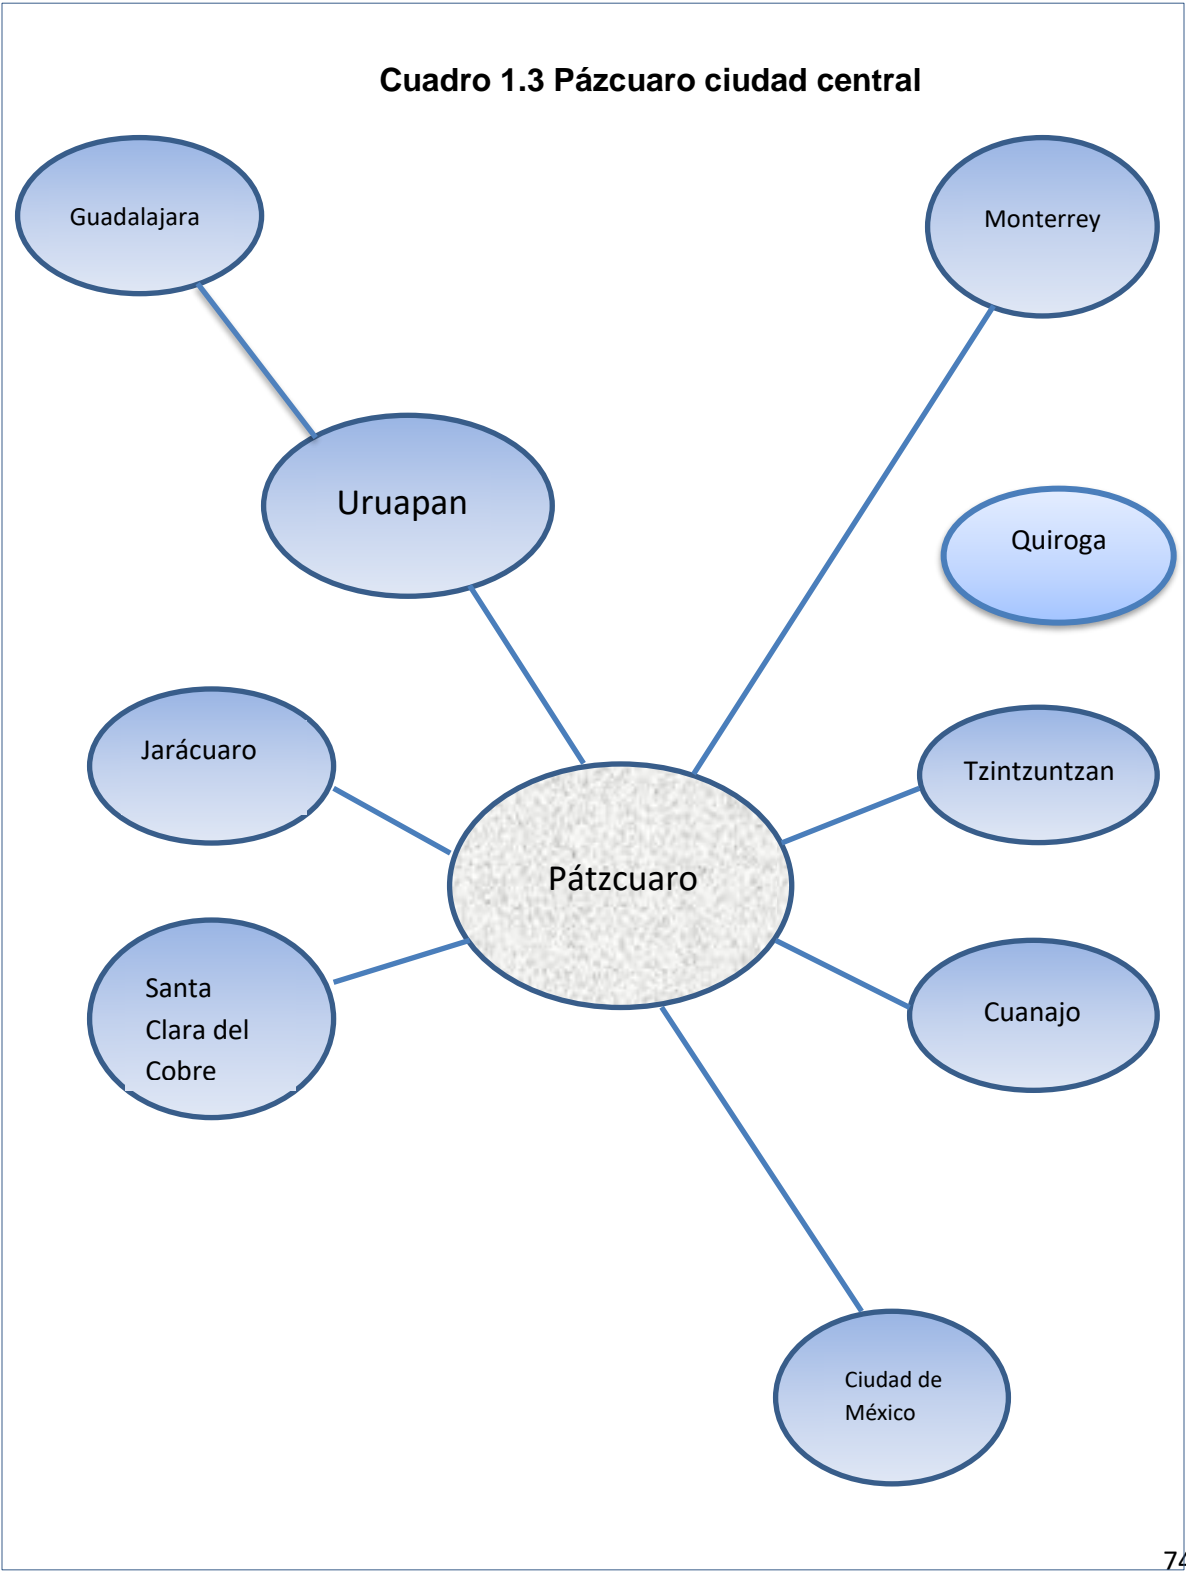 Cuadro 1.3 Pázcuaro ciudad central
Guadalajara
Monterrey
Uruapan
Quiroga
Jarácuaro
Tzintzuntzan
Pátzcuaro
Santa
Clara del
Cobre
Cuanajo
Ciudad de
México
74